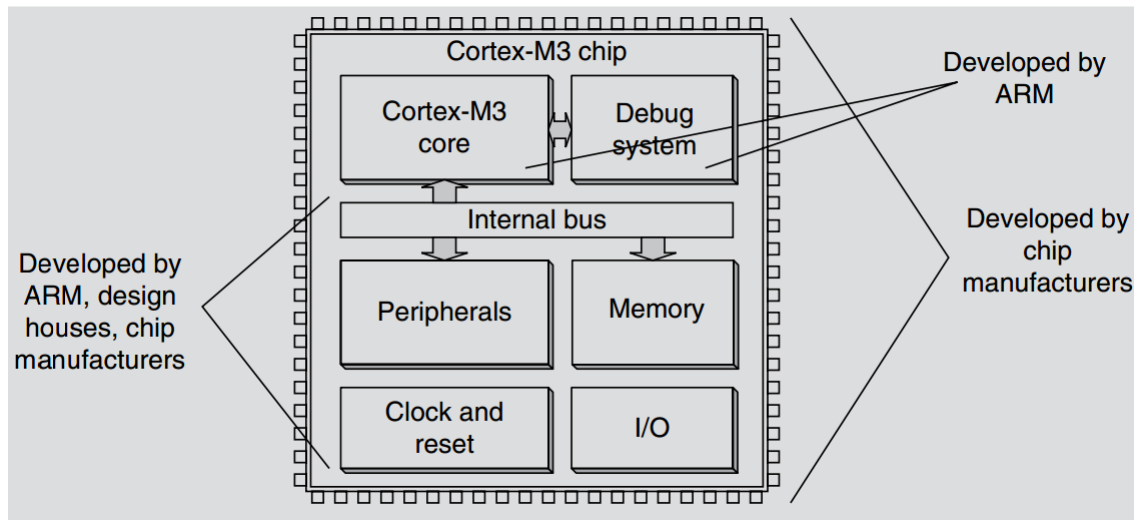 Cortex-M3 chip
Cortex-M3
core
Debug
system
Developed by
ARM
Internal bus
Developed by
ARM, design
houses, chip
manufacturers
Developed by
chip
manufacturers
Peripherals
Memory
Clock and
reset
I/O